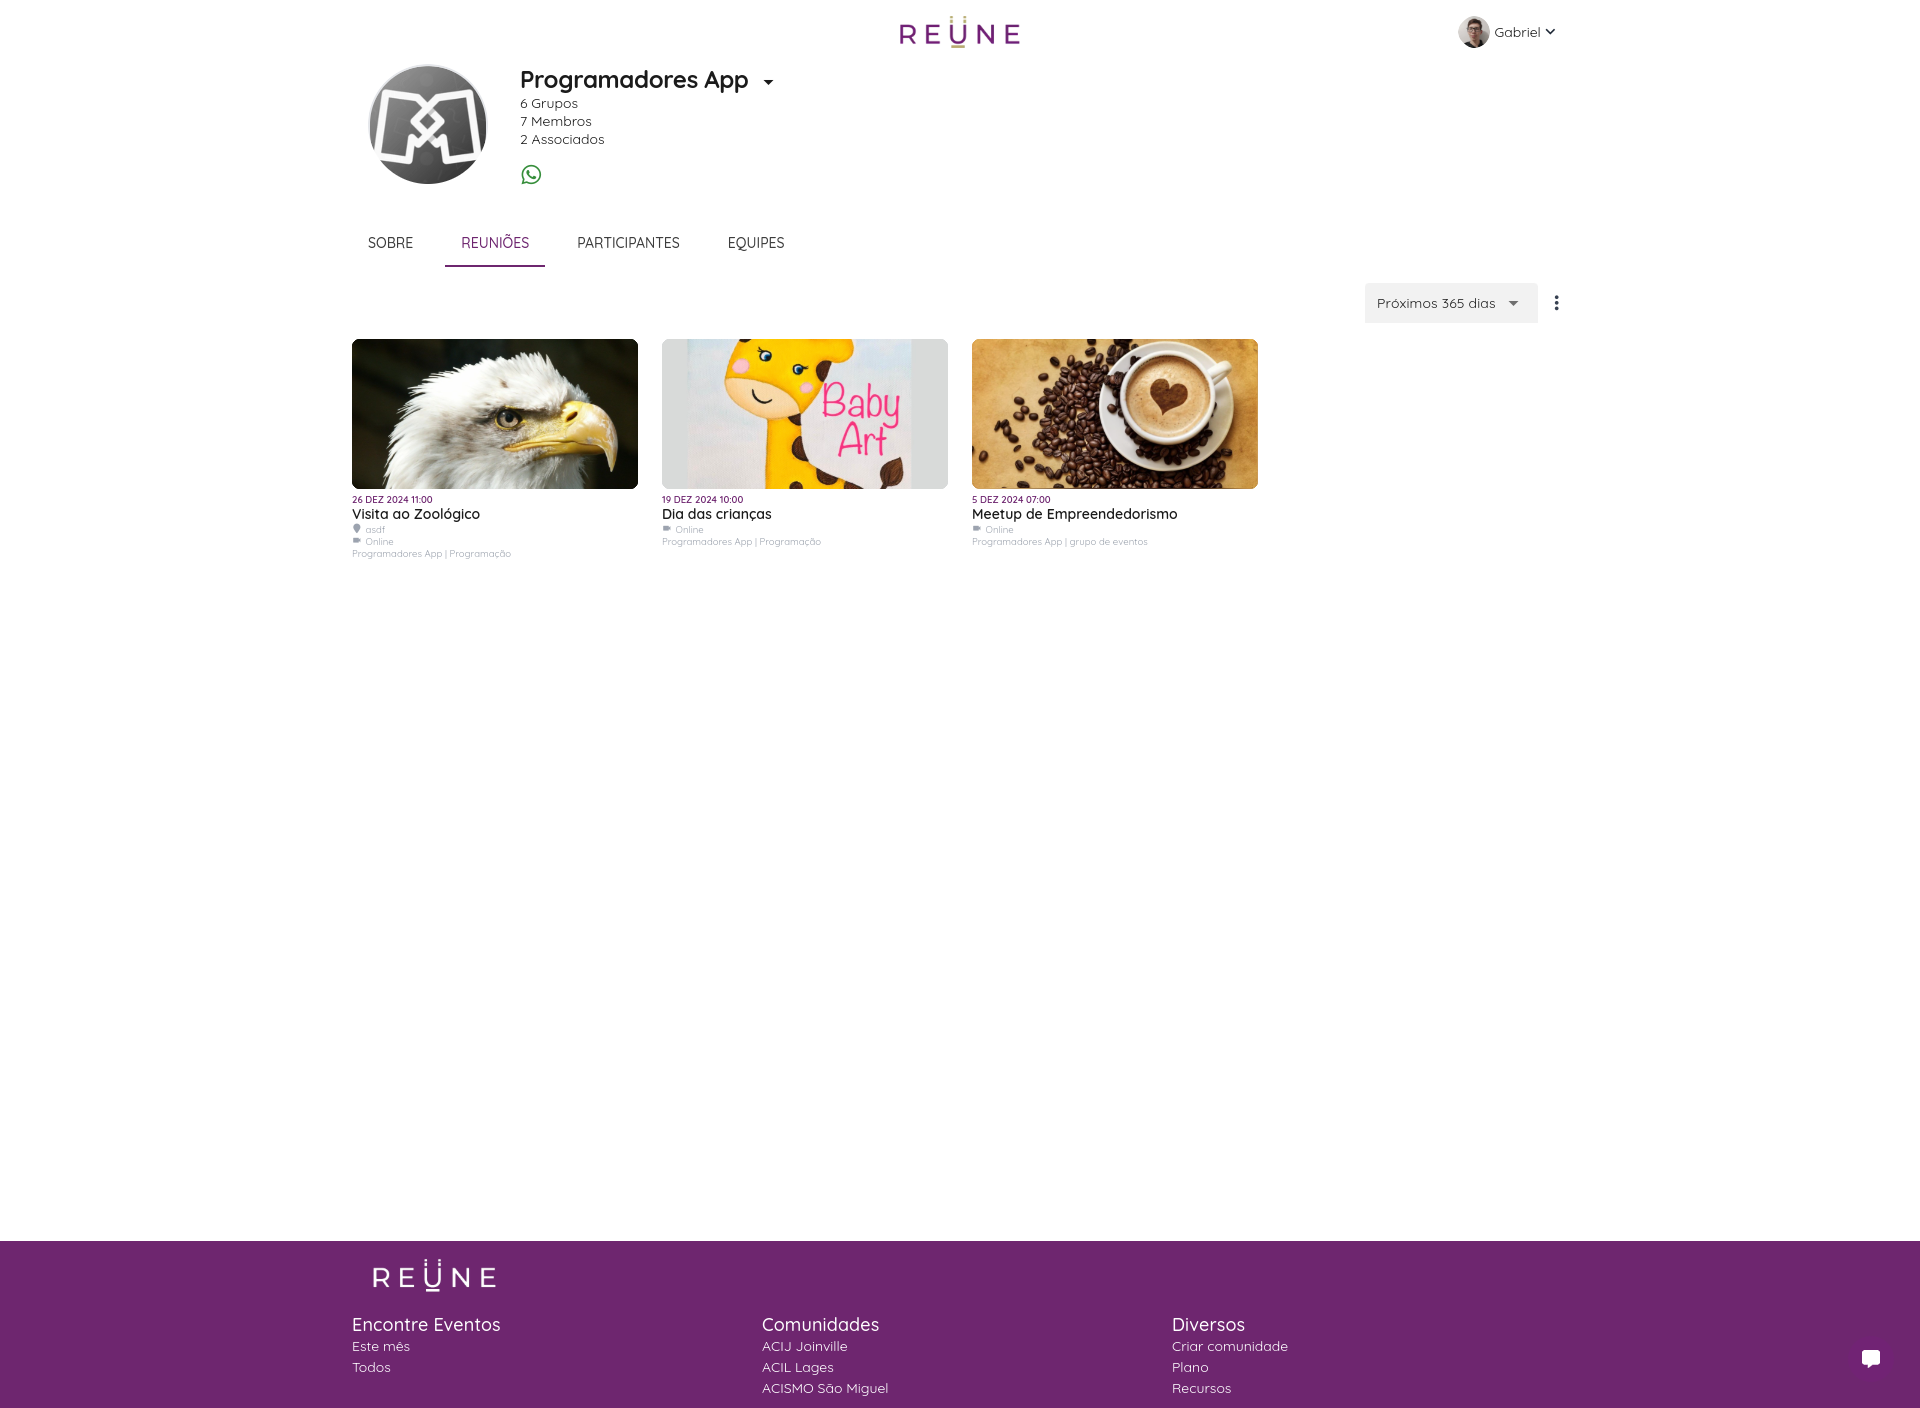 REÜNE
Gabriel
Programadores App
6 Grupos
7 Membros
2 Associados
SOBRE
REUNIÕES
PARTICIPANTES
EQUIPES
Próximos 365 dias
Baby
Art
26 DEZ 2024 11:00
Visita ao Zoológico
asdf
Online
Programadores App | Programação
19 DEZ 2024 10:00
Dia das crianças
Online
Programadores App | Programação
5 DEZ 2024 07:00
Meetup de Empreendedorismo
Online
Programadores App | grupo de eventos
REÜNE
Encontre Eventos
Este mês
Todos
Comunidades
ACIJ Joinville
ACIL Lages
ACISMO São Miguel
Diversos
Criar comunidade
Plano
Recursos